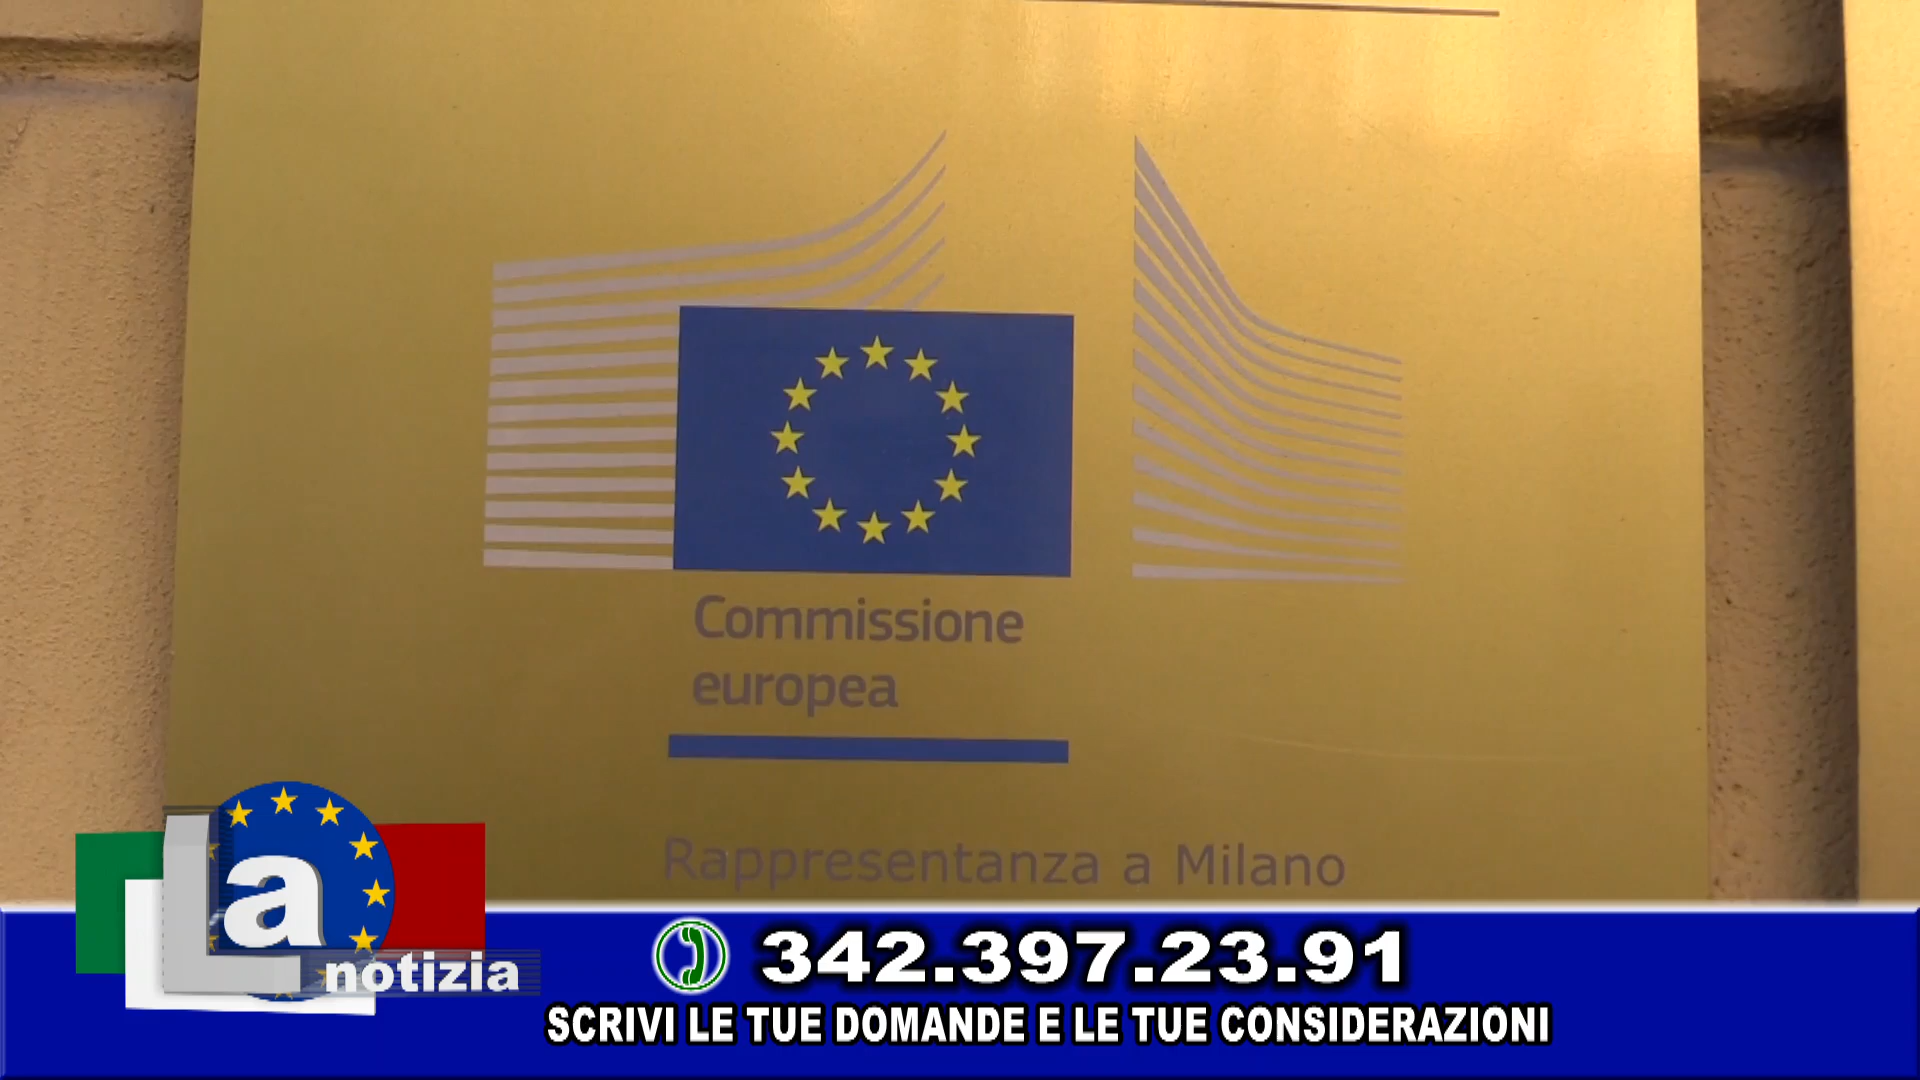 Commissione
europea
Rappresentanza a Milano
La
notizia
342.397.23.91
SCRIVI LE TUE DOMANDE E LE TUE CONSIDERAZIONI